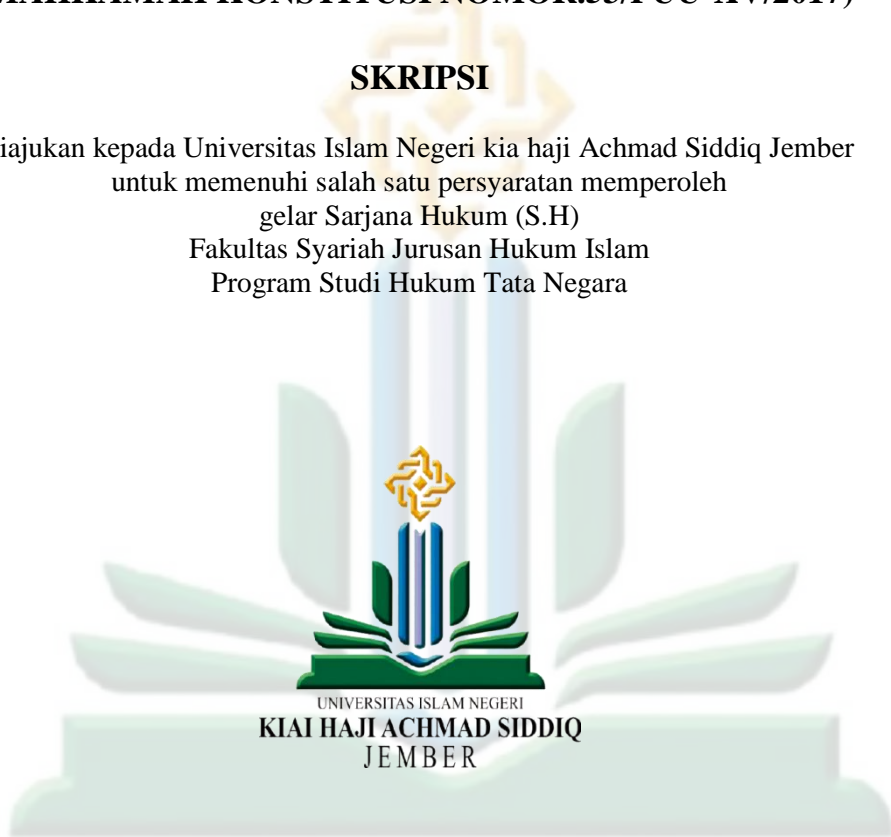 SKRIPSI
iajukan kepada Universitas Islam Negeri kia haji Achmad Siddiq Jember
untuk memenuhi salah satu persyaratan memperoleh
gelar Sarjana Hukum (S.H)
Fakultas Syariah Jurusan Hukum Islam
Program Studi Hukum Tata Negara
UNIVERSITAS ISLAM NEGERI
KIAI HAJI ACHMAD SIDDIQ
JEMBER